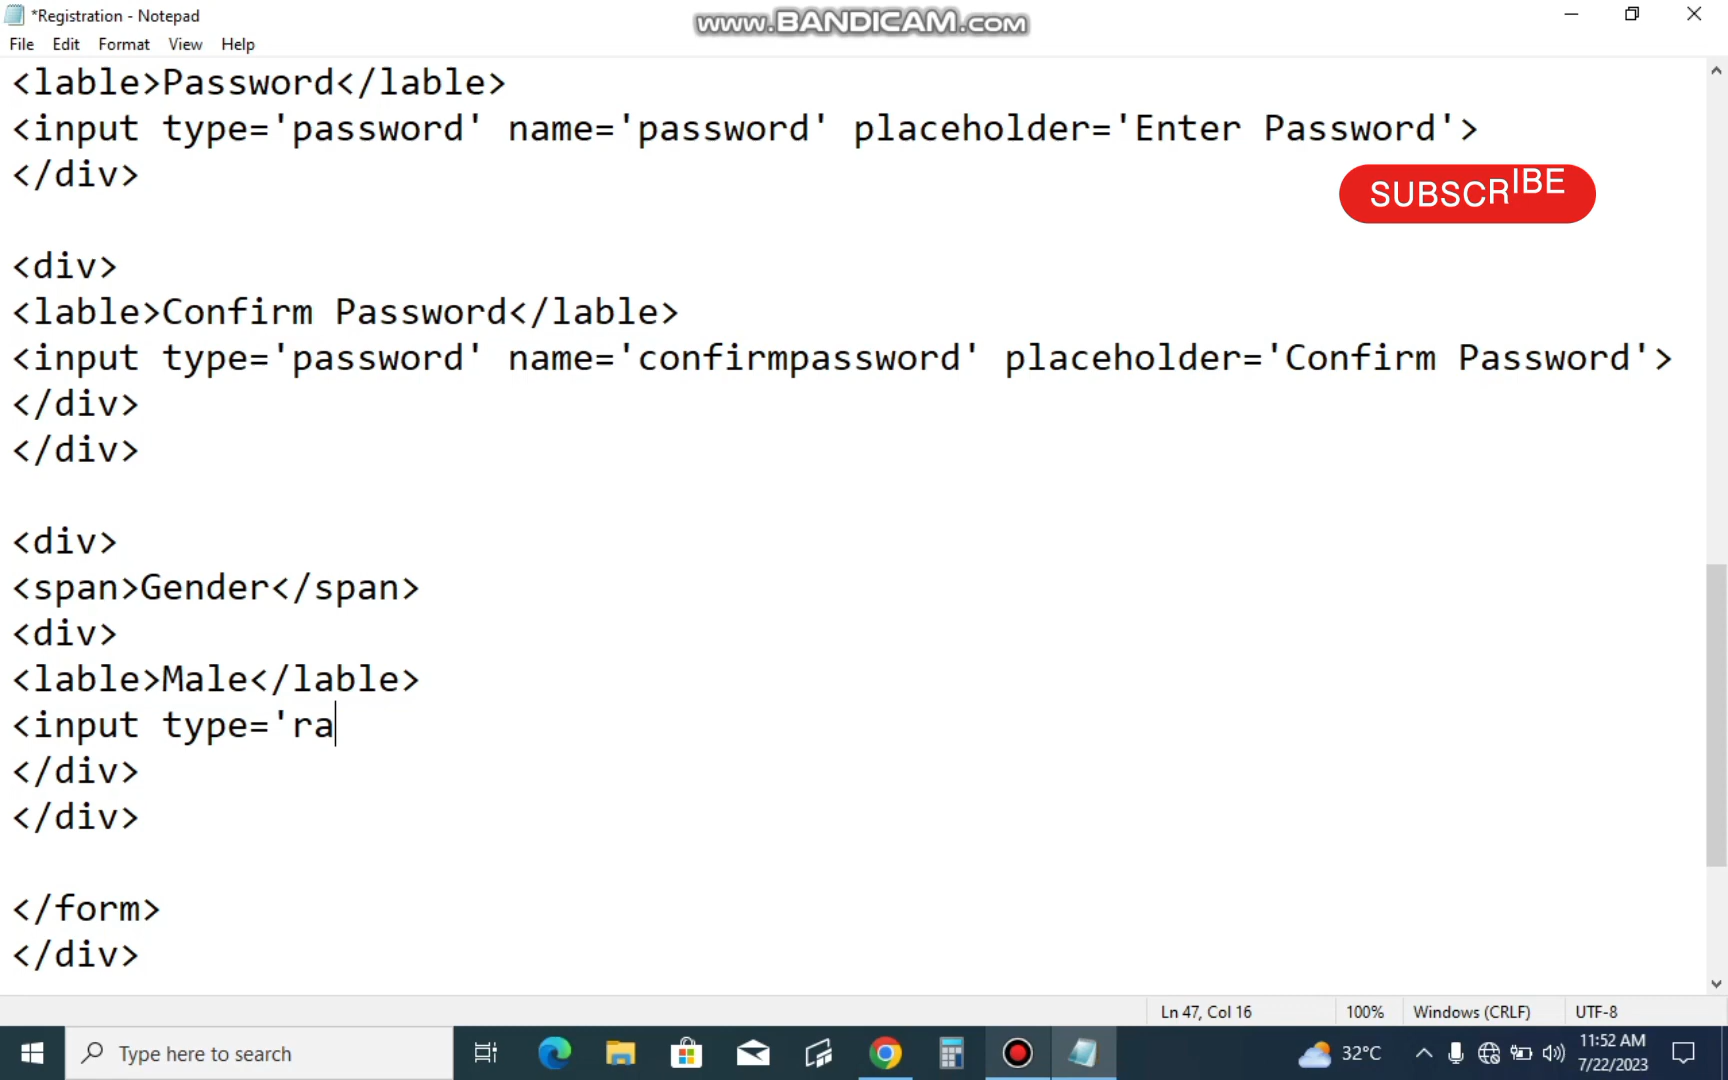 *Registration - Notepad
www.BANDICAM.com
File Edit Format View Help
<lable>Password</lable>
<input type='password' name='password' placeholder='Enter Password'>
</div>
SUBSCRIBE
<div>
<lable>Confirm Password</lable>
<input type='password' name='confirmpassword' placeholder='Confirm Password'>
</div>
</div>
<div>
<span>Gender</span>
<div>
<lable>Male</lable>
<input type='ra
</div>
</div>
</form>
</div>
Ln 47, Col 16 100% Windows (CRLF) UTF-8
Type here to search
32°C
11:52 AM
7/22/2023